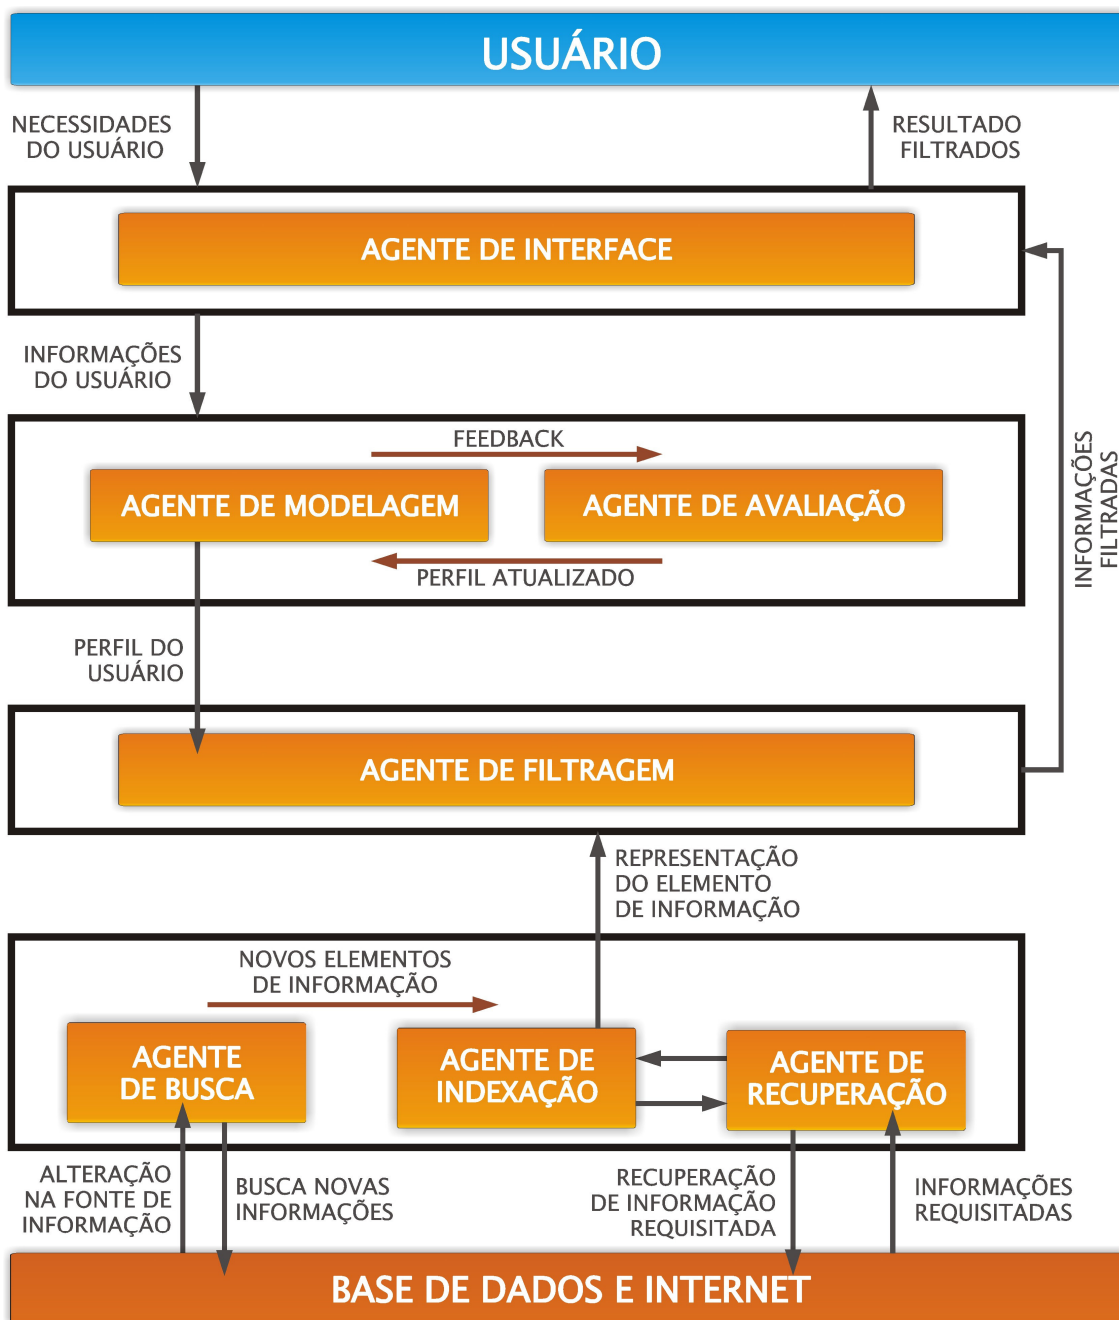 USUÁRIO
NECESSIDADES
DO USUÁRIO
RESULTADO
FILTRADOS
AGENTE DE INTERFACE
INFORMAÇÕES
DO USUÁRIO
FEEDBACK
AGENTE DE MODELAGEM
AGENTE DE AVALIAÇÃO
PERFIL ATUALIZADO
INFORMAÇÕES
FILTRADAS
PERFIL DO
USUÁRIO
AGENTE DE FILTRAGEM
REPRESENTAÇÃO
DO ELEMENTO
DE INFORMAÇÃO
NOVOS ELEMENTOS
DE INFORMAÇÃO
AGENTE
DE BUSCA
AGENTE DE
INDEXAÇÃO
AGENTE DE
RECUPERAÇÃO
ALTERAÇÃO
NA FONTE DE
INFORMAÇÃO
BUSCA NOVAS
INFORMAÇÕES
RECUPERAÇÃO
DE INFORMAÇÃO
REQUISITADA
INFORMAÇÕES
REQUISITADAS
BASE DE DADOS E INTERNET